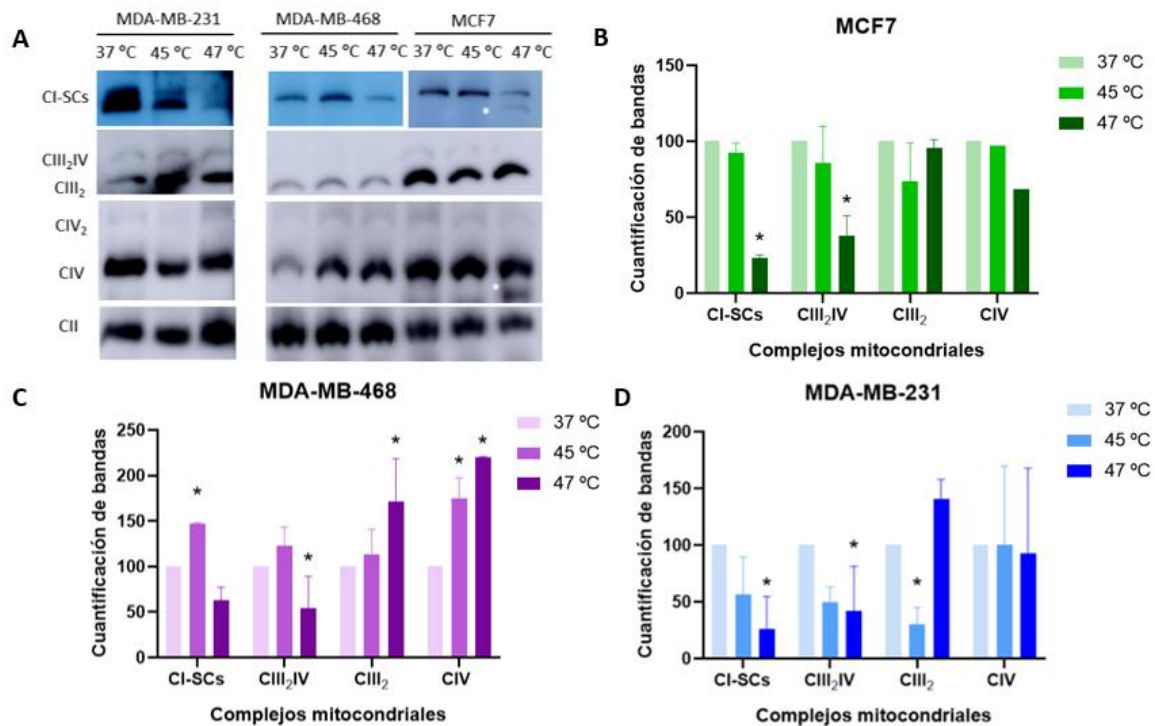 A
MDA-MB-231
MDA-MB-468
MCF7
37 ºC 45 ºC 47 ºC
37 ºC 45 ºC 47 ºC
37 ºC 45 ºC 47 ºC
CI-SCs
*
CIII₂IV
CIII₂
CIV₂
CIV
*
CII
B
MCF7
37 ºC
45 ºC
47 ºC
Cuantificación de bandas
150
100
50
0
*
*
CI-SCs CIII₂IV CIII₂ CIV
Complejos mitocondriales
C
MDA-MB-468
37 ºC
45 ºC
47 ºC
Cuantificación de bandas
250
200
150
100
50
0
*
*
*
*
*
CI-SCs CIII₂IV CIII₂ CIV
Complejos mitocondriales
D
MDA-MB-231
37 ºC
45 ºC
47 ºC
Cuantificación de bandas
200
150
100
50
0
*
*
*
CI-SCs CIII₂IV CIII₂ CIV
Complejos mitocondriales